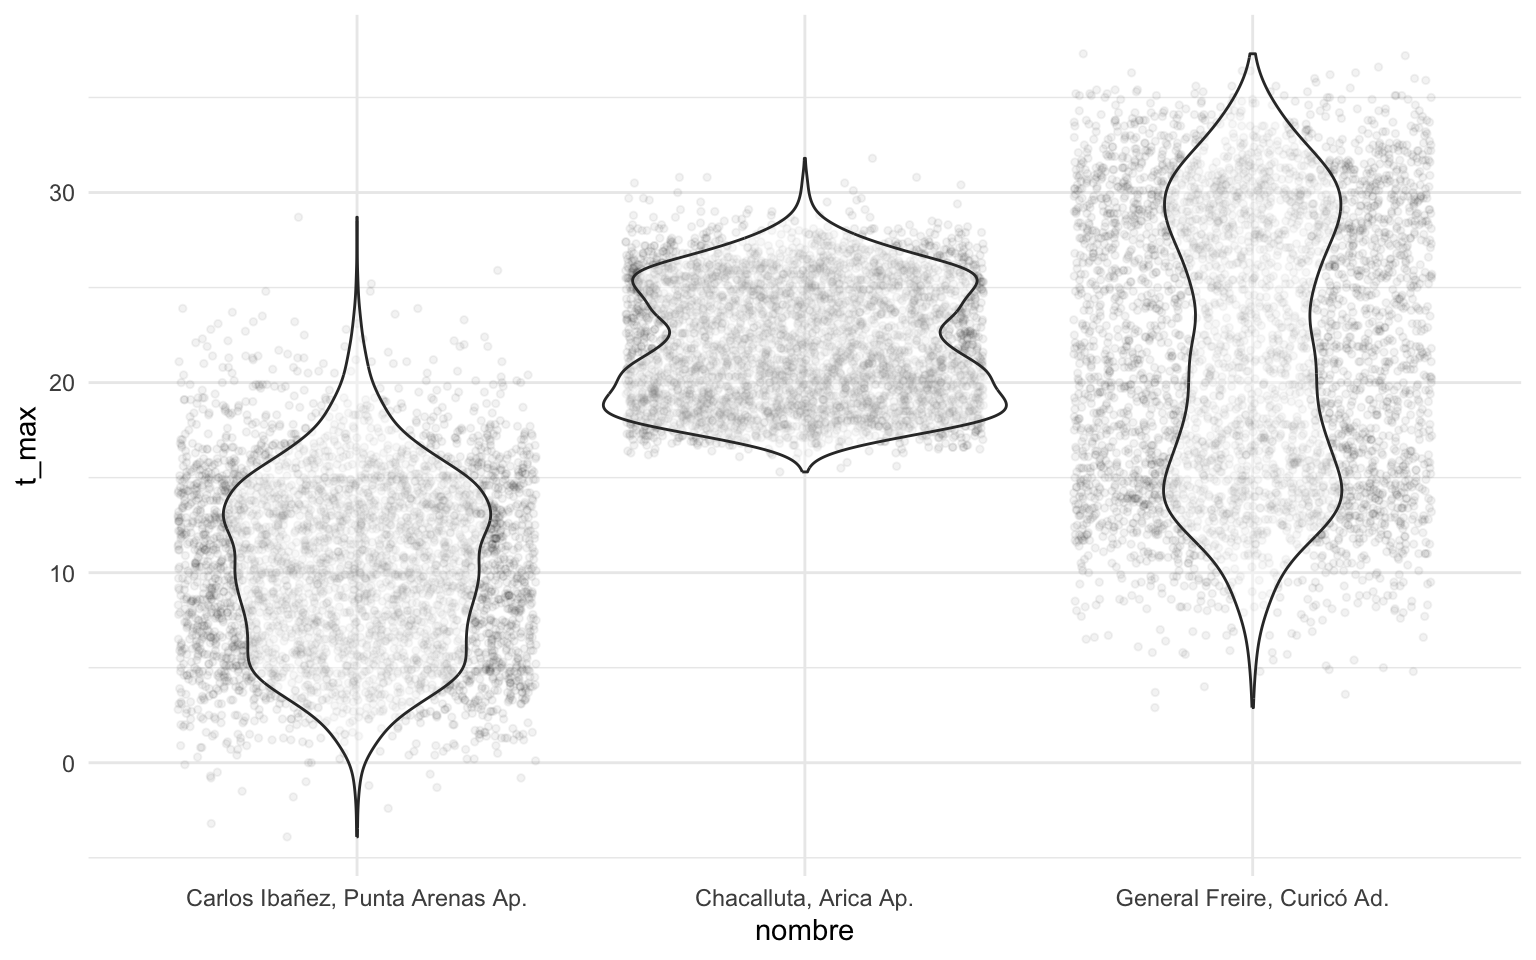 t_max
30
20
10
0
Carlos Ibañez, Punta Arenas Ap.
Chacalluta, Arica Ap.
General Freire, Curicó Ad.
nombre